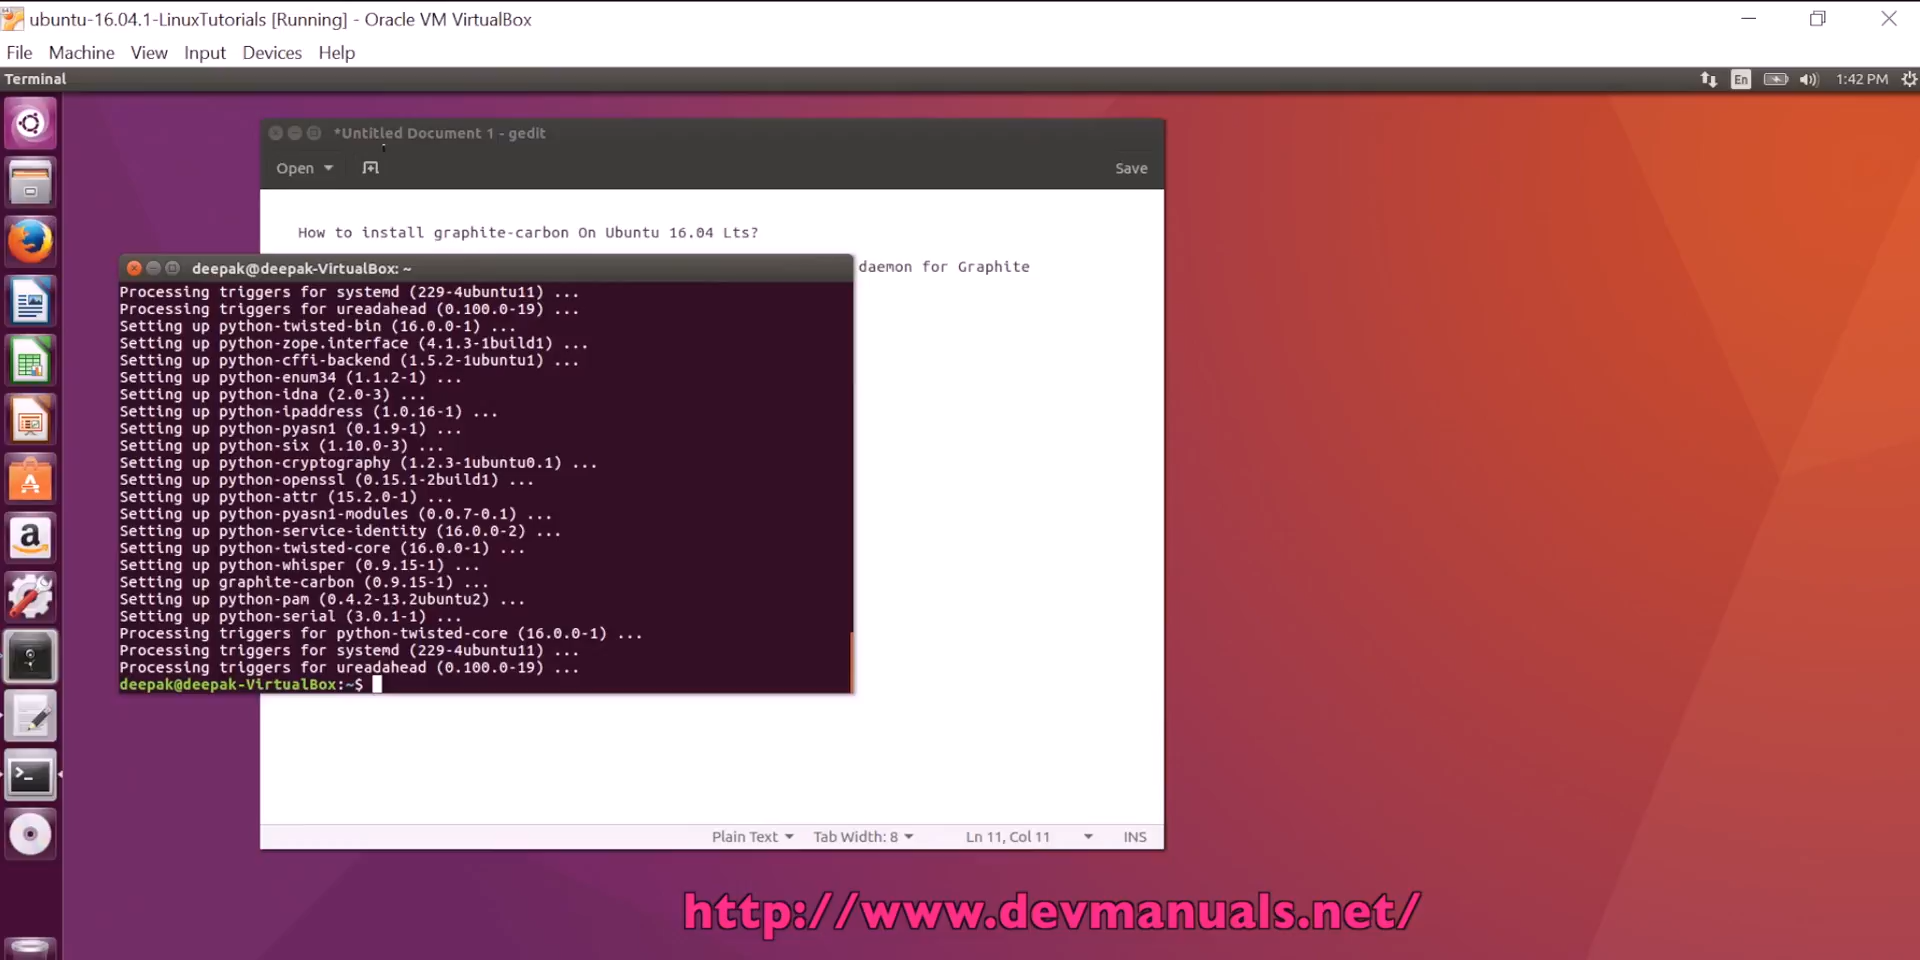 ubuntu-16.04.1-LinuxTutorials [Running] - Oracle VM VirtualBox
File Machine View Input Devices Help
Terminal En 1:42 PM
*Untitled Document 1 - gedit
Open Save
How to install graphite-carbon On Ubuntu 16.04 Lts?
daemon for Graphite
deepak@deepak-VirtualBox: ~
Processing triggers for systemd (229-4ubuntu11) ...
Processing triggers for ureadahead (0.100.0-19) ...
Setting up python-twisted-bin (16.0.0-1) ...
Setting up python-zope.interface (4.1.3-1build1) ...
Setting up python-cffi-backend (1.5.2-1ubuntu1) ...
Setting up python-enum34 (1.1.2-1) ...
Setting up python-idna (2.0-3) ...
Setting up python-ipaddress (1.0.16-1) ...
Setting up python-pyasn1 (0.1.9-1) ...
Setting up python-six (1.10.0-3) ...
Setting up python-cryptography (1.2.3-1ubuntu0.1) ...
Setting up python-openssl (0.15.1-2build1) ...
Setting up python-attr (15.2.0-1) ...
Setting up python-pyasn1-modules (0.0.7-0.1) ...
Setting up python-service-identity (16.0.0-2) ...
Setting up python-twisted-core (16.0.0-1) ...
Setting up python-whisper (0.9.15-1) ...
Setting up graphite-carbon (0.9.15-1) ...
Setting up python-pam (0.4.2-13.2ubuntu2) ...
Setting up python-serial (3.0.1-1) ...
Processing triggers for python-twisted-core (16.0.0-1) ...
Processing triggers for systemd (229-4ubuntu11) ...
Processing triggers for ureadahead (0.100.0-19) ...
deepak@deepak-VirtualBox:~$
Plain Text Tab Width: 8 Ln 11, Col 11 INS
http://www.devmanuals.net/